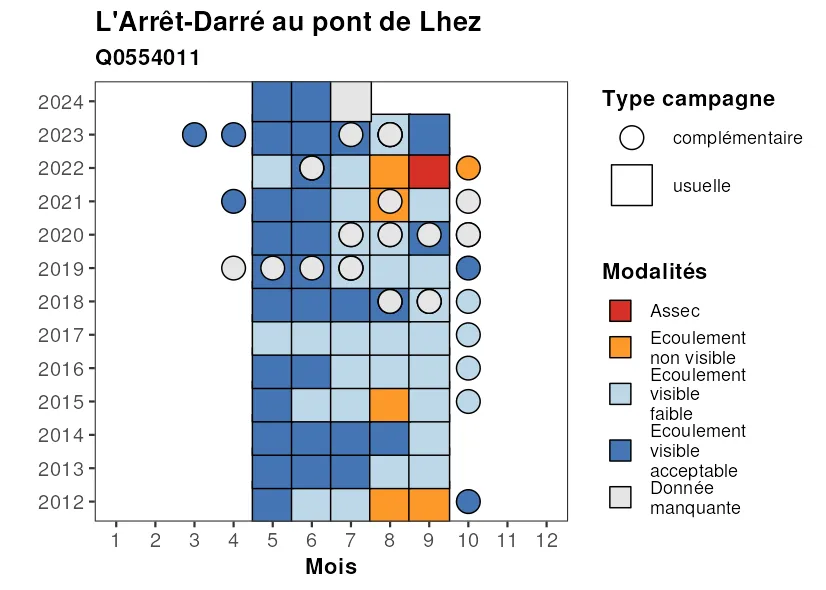 L'Arrêt-Darré au pont de Lhez
Q0554011
2024
2023
2022
2021
2020
2019
2018
2017
2016
2015
2014
2013
2012
1 2 3 4 5 6 7 8 9 10 11 12
Mois
Type campagne
complémentaire
usuelle
Modalités
Assec
Ecoulement
non visible
Ecoulement
visible
faible
Ecoulement
visible
acceptable
Donnée
manquante